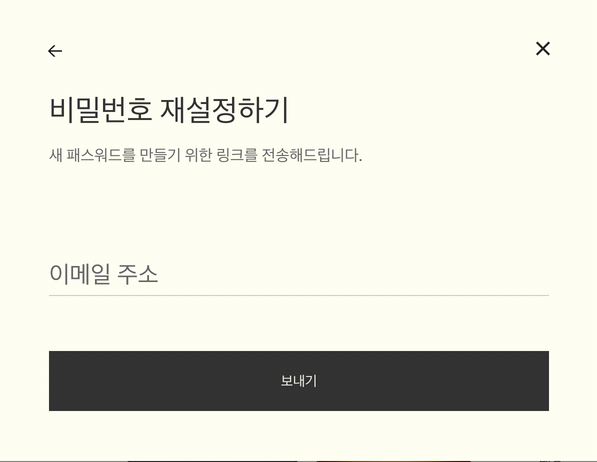 비밀번호 재설정하기
새 패스워드를 만들기 위한 링크를 전송해드립니다.
이메일 주소
보내기